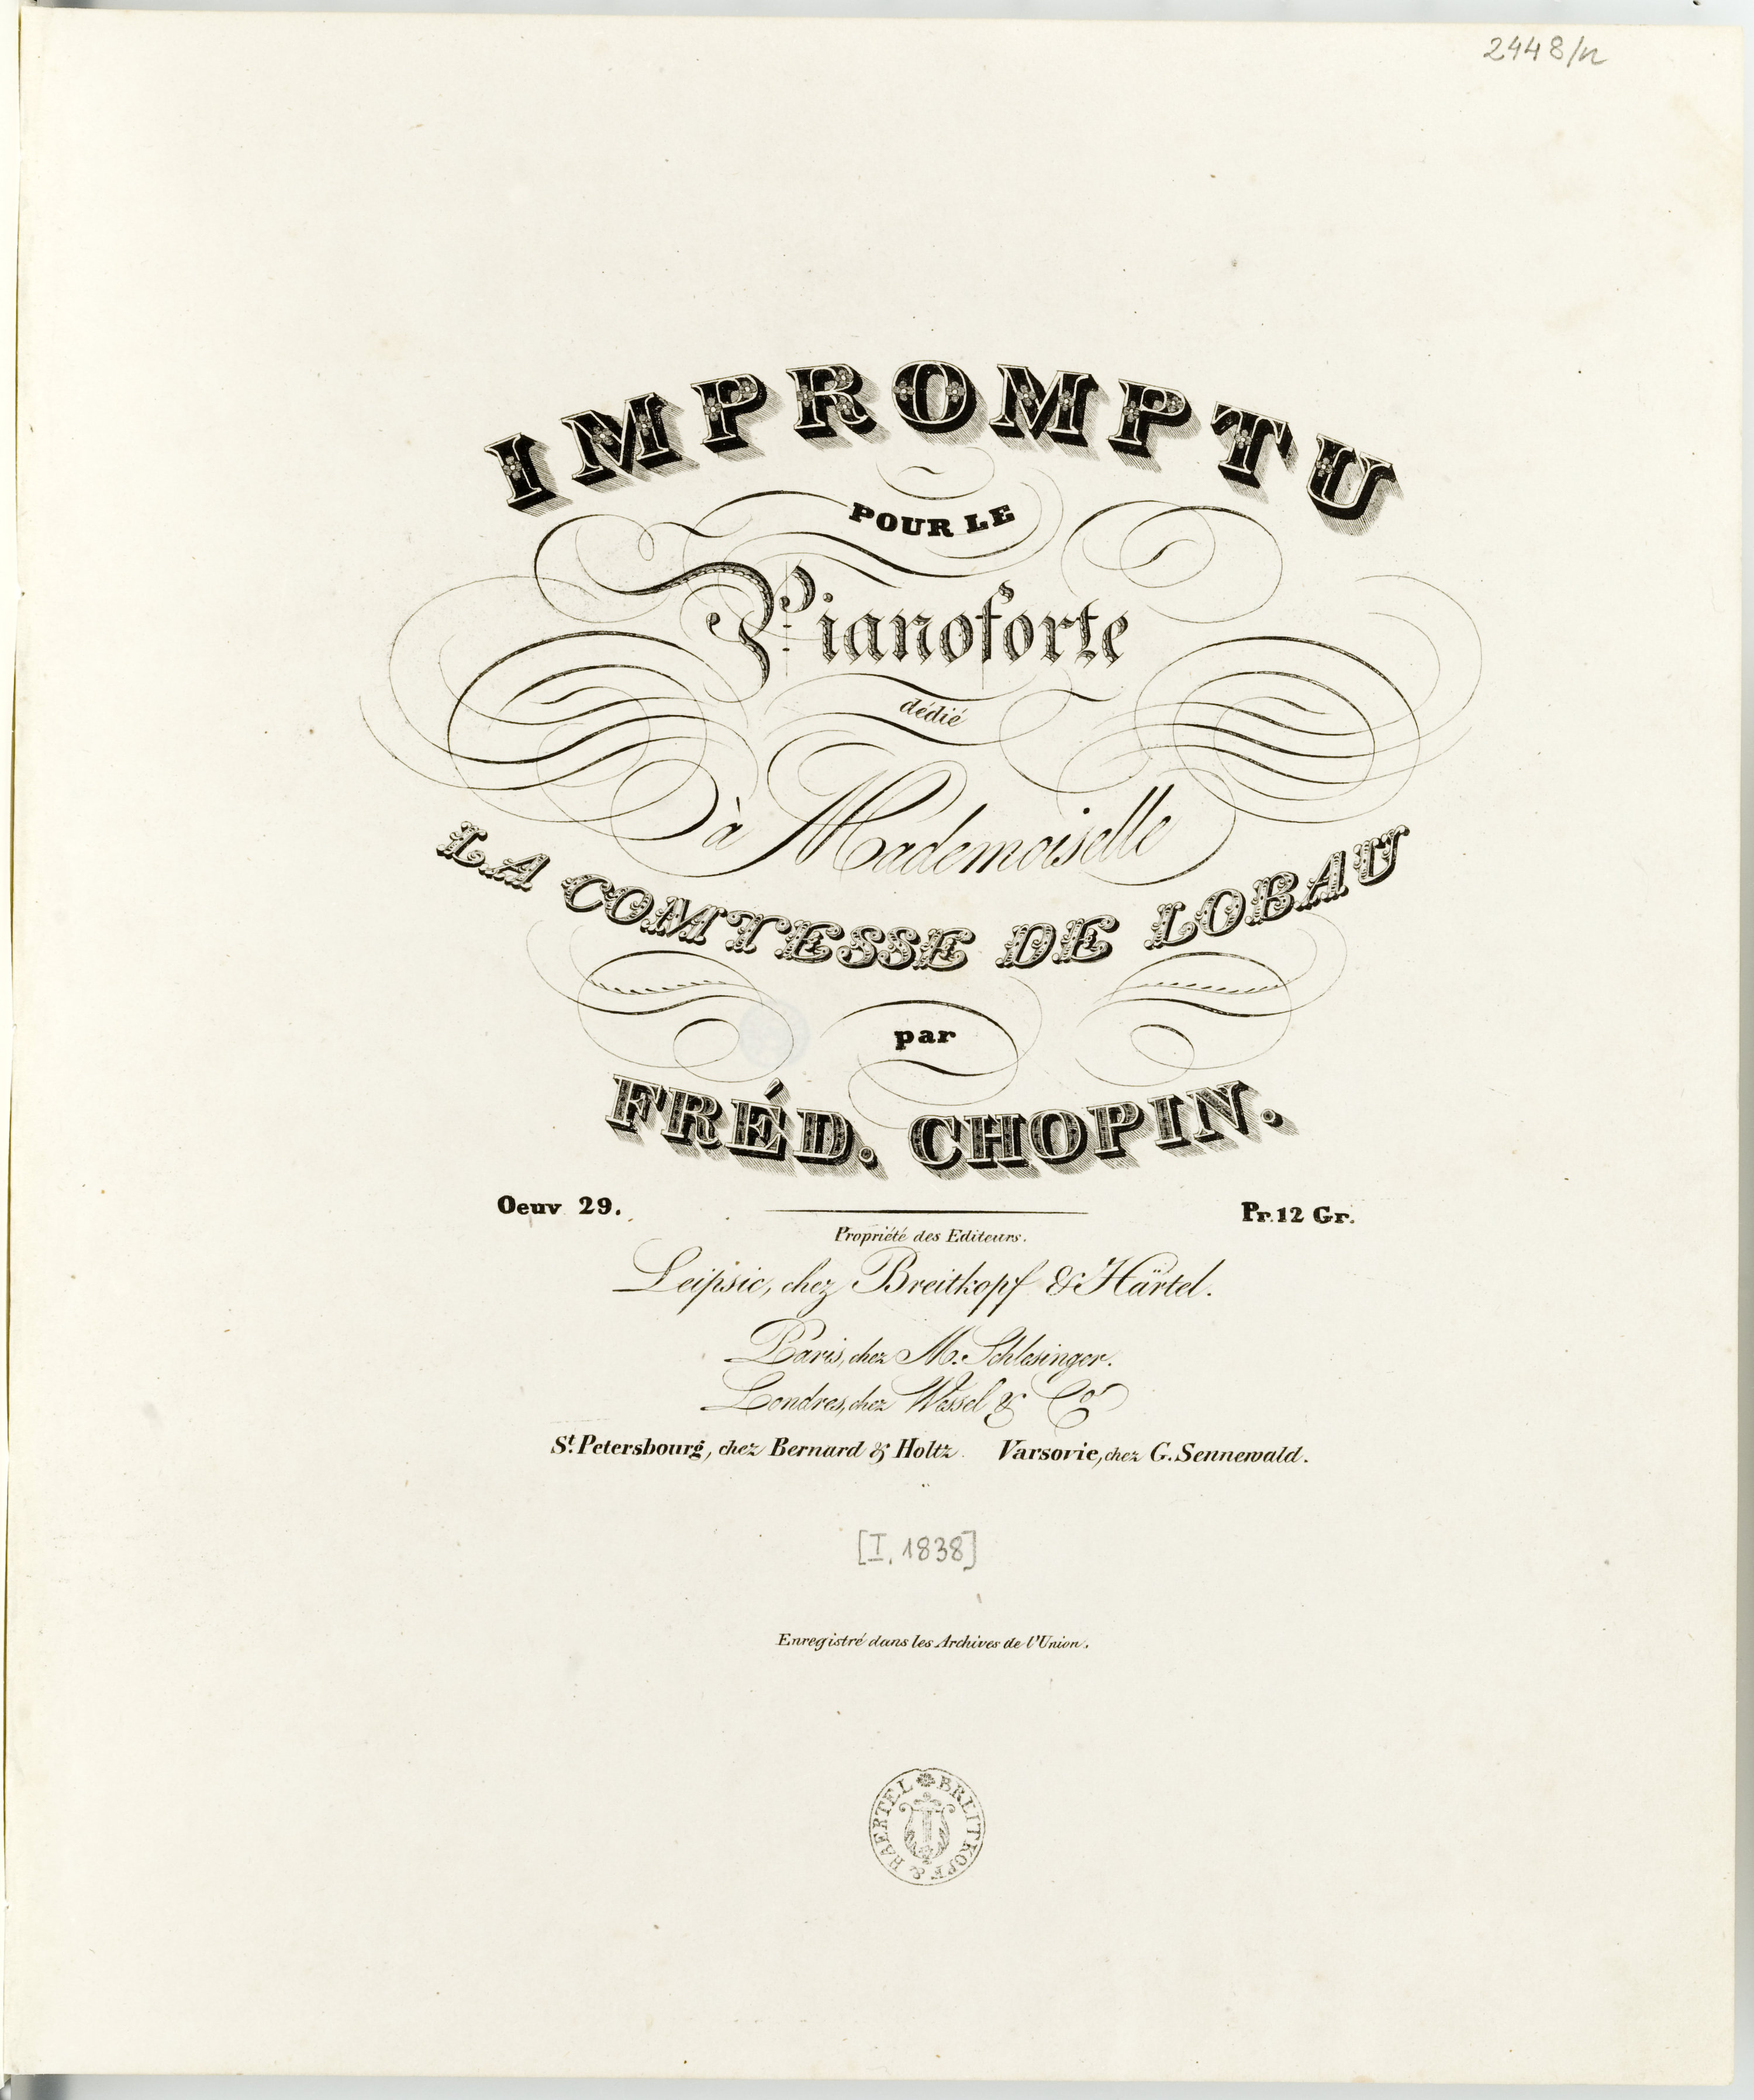 2448/n
IMPROMPTU
POUR LE
Pianoforte
dédié
à Mademoiselle
LA COMTESSE DE LOBAU
par
FRÉD. CHOPIN.
Oeuv 29.
Pr. 12 Gr.
Propriété des Editeurs.
Leipsic, chez Breitkopf & Härtel.
Paris, chez M. Schlesinger.
Londres, chez Wessel & Co
St. Petersbourg, chez Bernard & Holtz. Varsovie, chez G. Sennewald.
[I, 1838]
Enregistré dans les Archives de l'Union.
BREITKOPF & HAERTEL